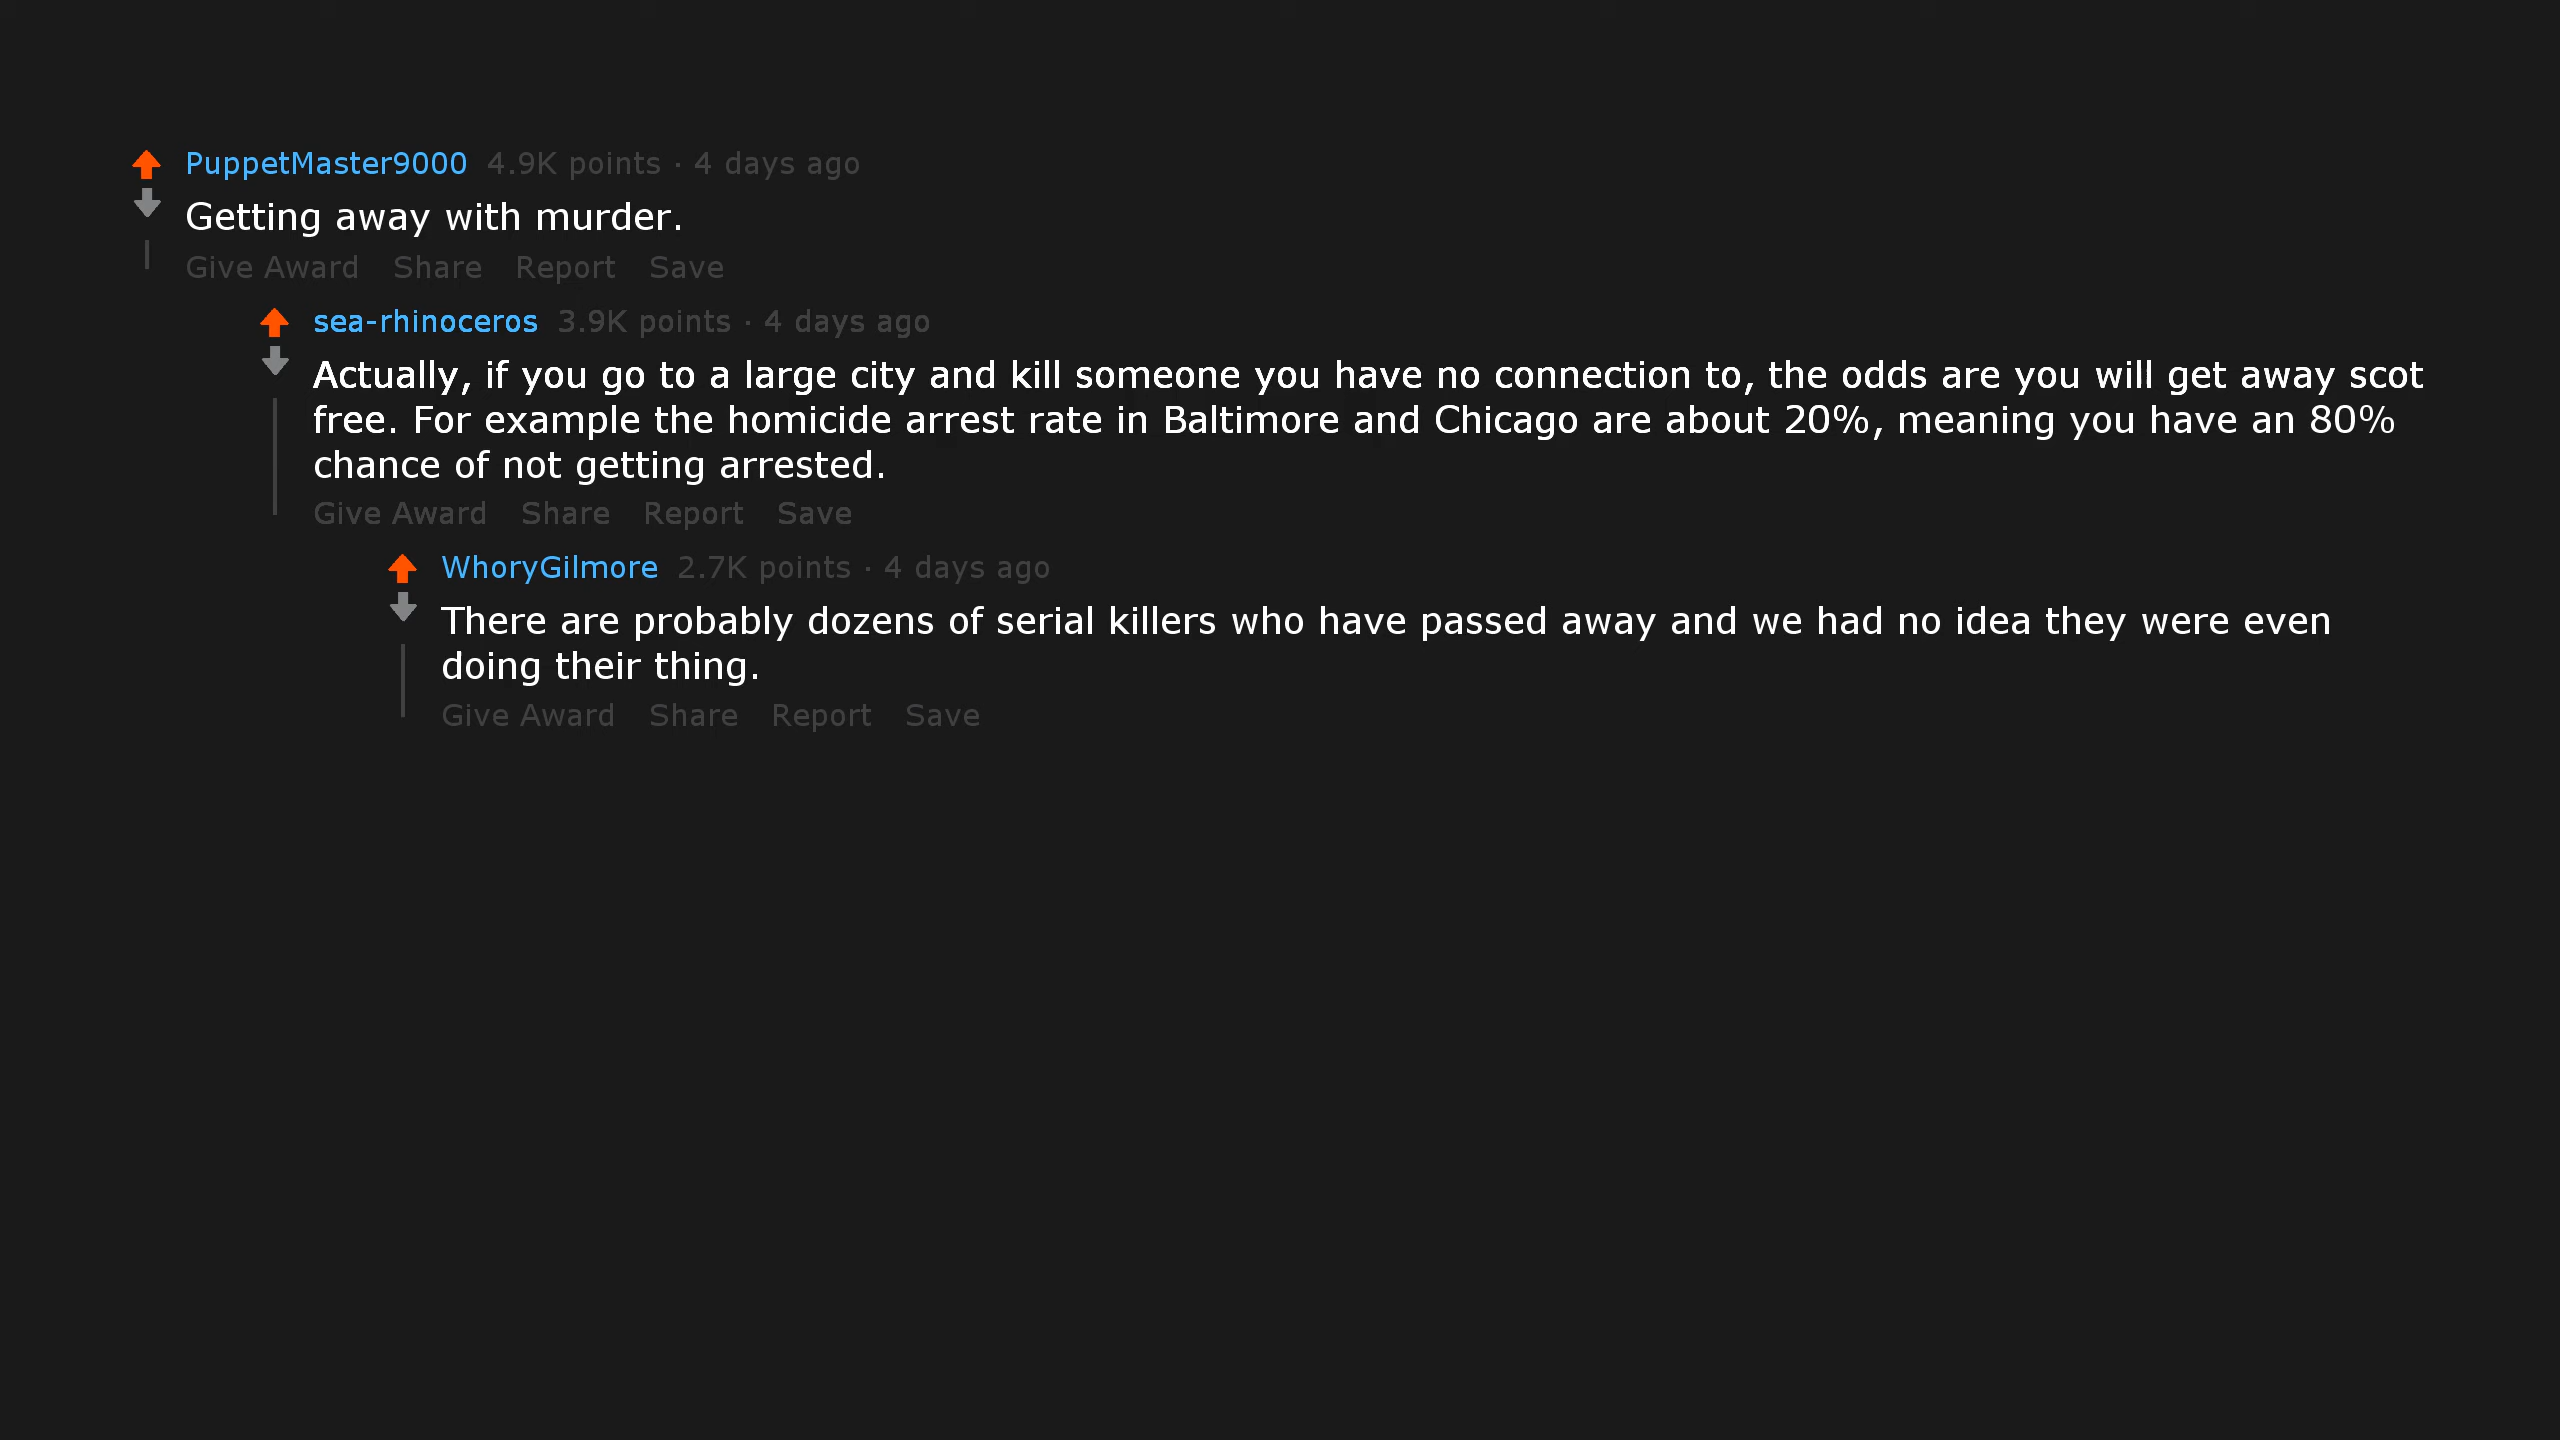 PuppetMaster9000 4.9K points · 4 days ago
Getting away with murder.
Give Award Share Report Save
sea-rhinoceros 3.9K points · 4 days ago
Actually, if you go to a large city and kill someone you have no connection to, the odds are you will get away scot
free. For example the homicide arrest rate in Baltimore and Chicago are about 20%, meaning you have an 80%
chance of not getting arrested.
Give Award Share Report Save
WhoryGilmore 2.7K points · 4 days ago
There are probably dozens of serial killers who have passed away and we had no idea they were even
doing their thing.
Give Award Share Report Save